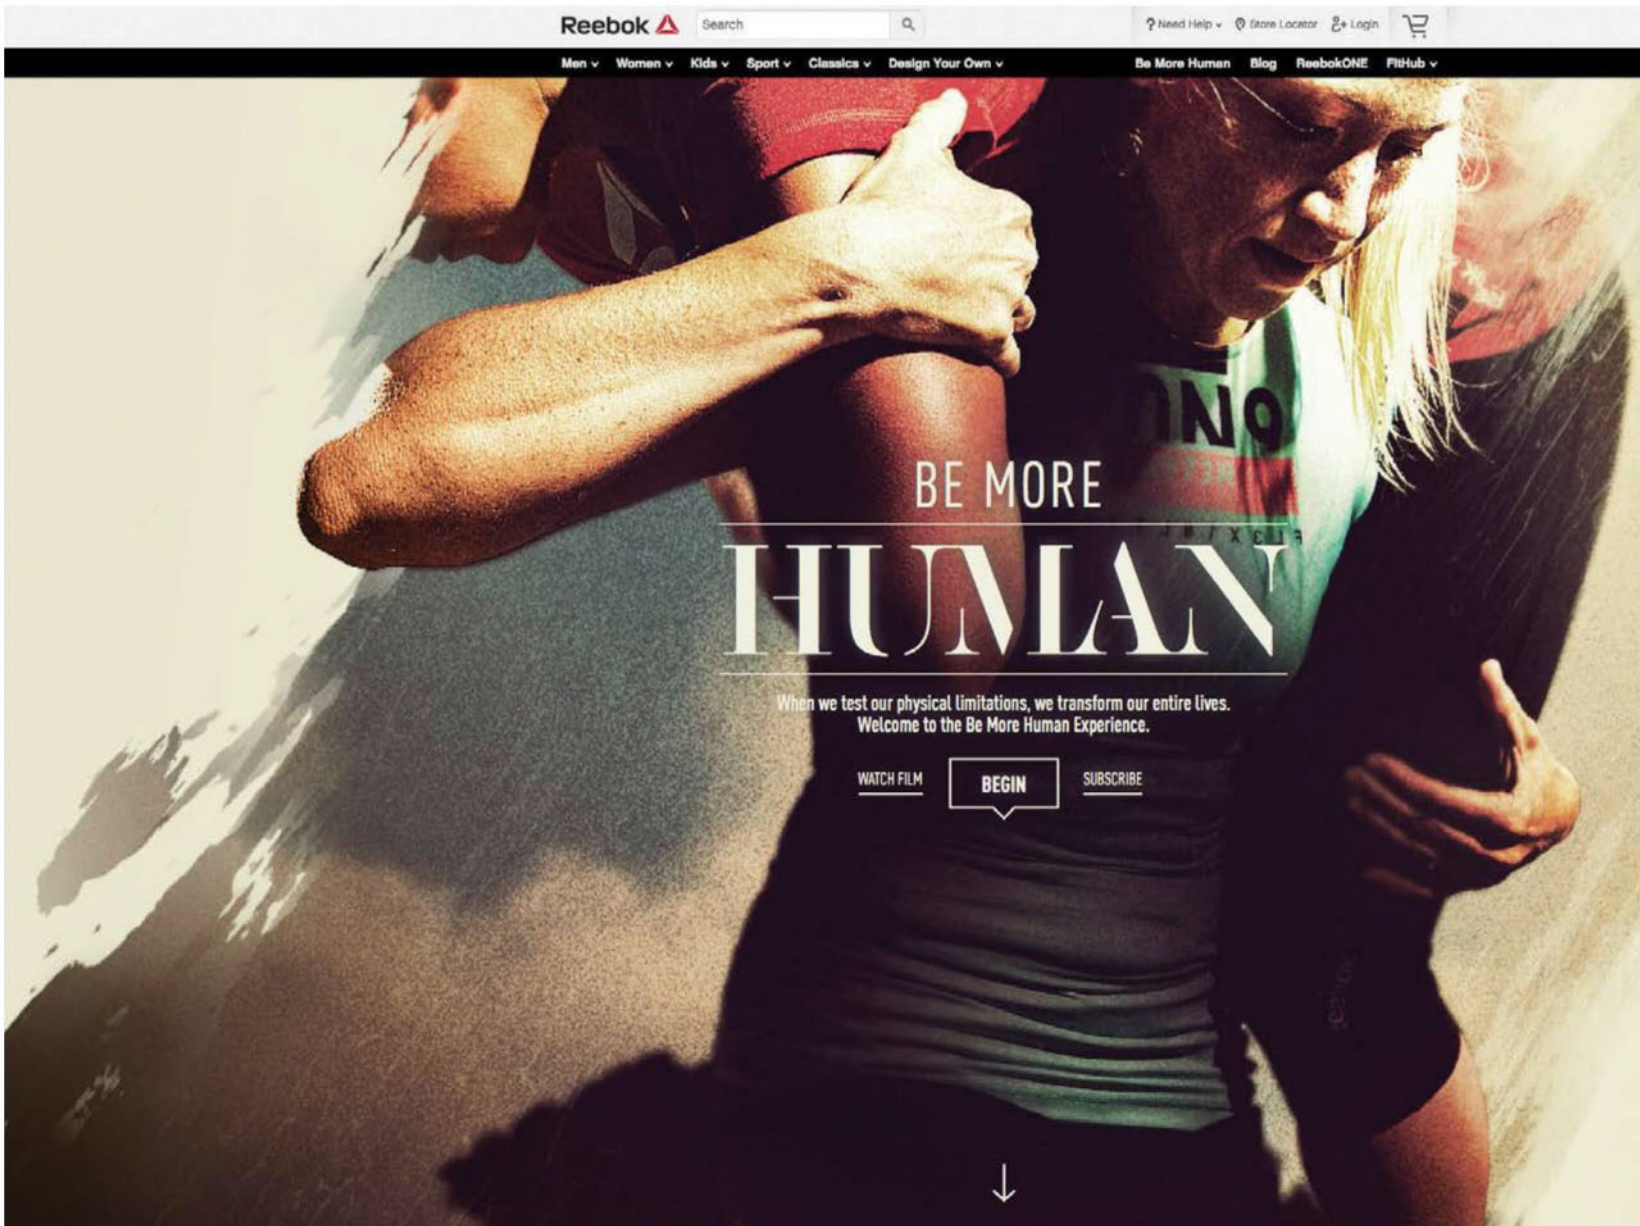 Reebok
Search
? Need Help
Store Locator
Login
Men
Women
Kids
Sport
Classics
Design Your Own
Be More Human
Blog
ReebokONE
FitHub
BE MORE
HUMAN
When we test our physical limitations, we transform our entire lives.
Welcome to the Be More Human Experience.
WATCH FILM
BEGIN
SUBSCRIBE